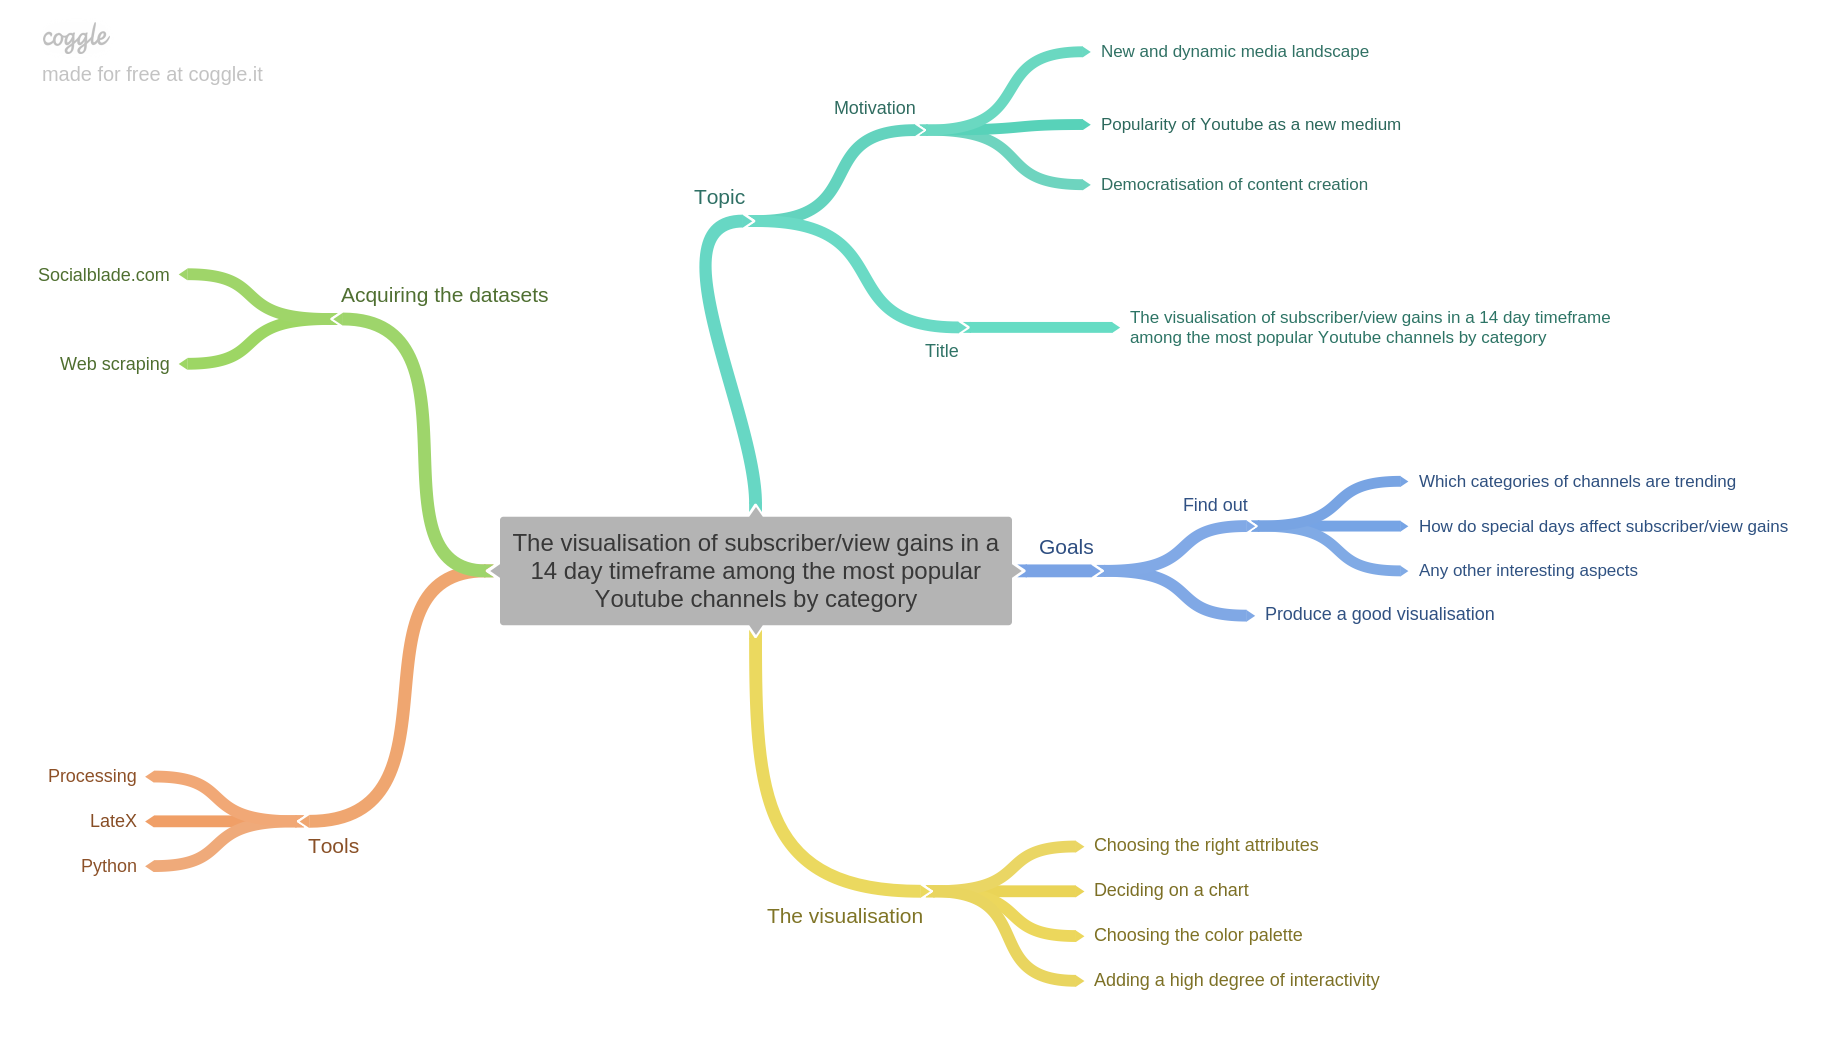 coggle
made for free at coggle.it
Topic
Motivation
New and dynamic media landscape
Popularity of Youtube as a new medium
Democratisation of content creation
Title
The visualisation of subscriber/view gains in a 14 day timeframe
among the most popular Youtube channels by category
Acquiring the datasets
Socialblade.com
Web scraping
The visualisation of subscriber/view gains in a
14 day timeframe among the most popular
Youtube channels by category
Goals
Find out
Which categories of channels are trending
How do special days affect subscriber/view gains
Any other interesting aspects
Produce a good visualisation
Tools
Processing
LateX
Python
The visualisation
Choosing the right attributes
Deciding on a chart
Choosing the color palette
Adding a high degree of interactivity